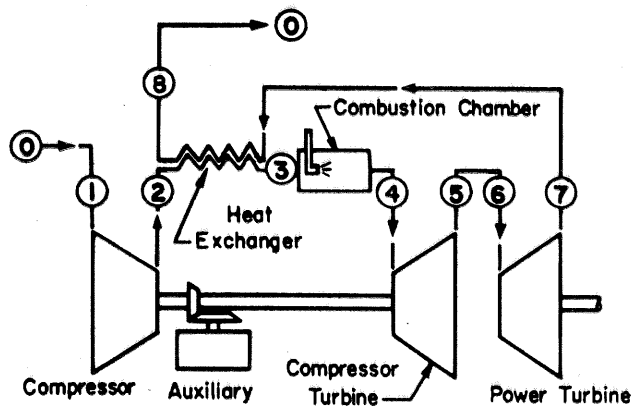 0
8
Combustion Chamber
0
3
1
2
4
5
6
7
Heat
Exchanger
Compressor
Auxiliary
Compressor
Turbine
Power Turbine